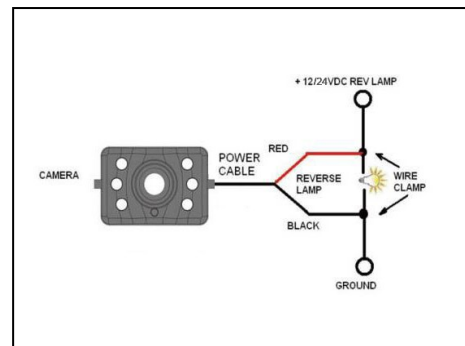 + 12/24VDC REV LAMP
RED
POWER
CABLE
CAMERA
REVERSE
LAMP
WIRE
CLAMP
BLACK
GROUND